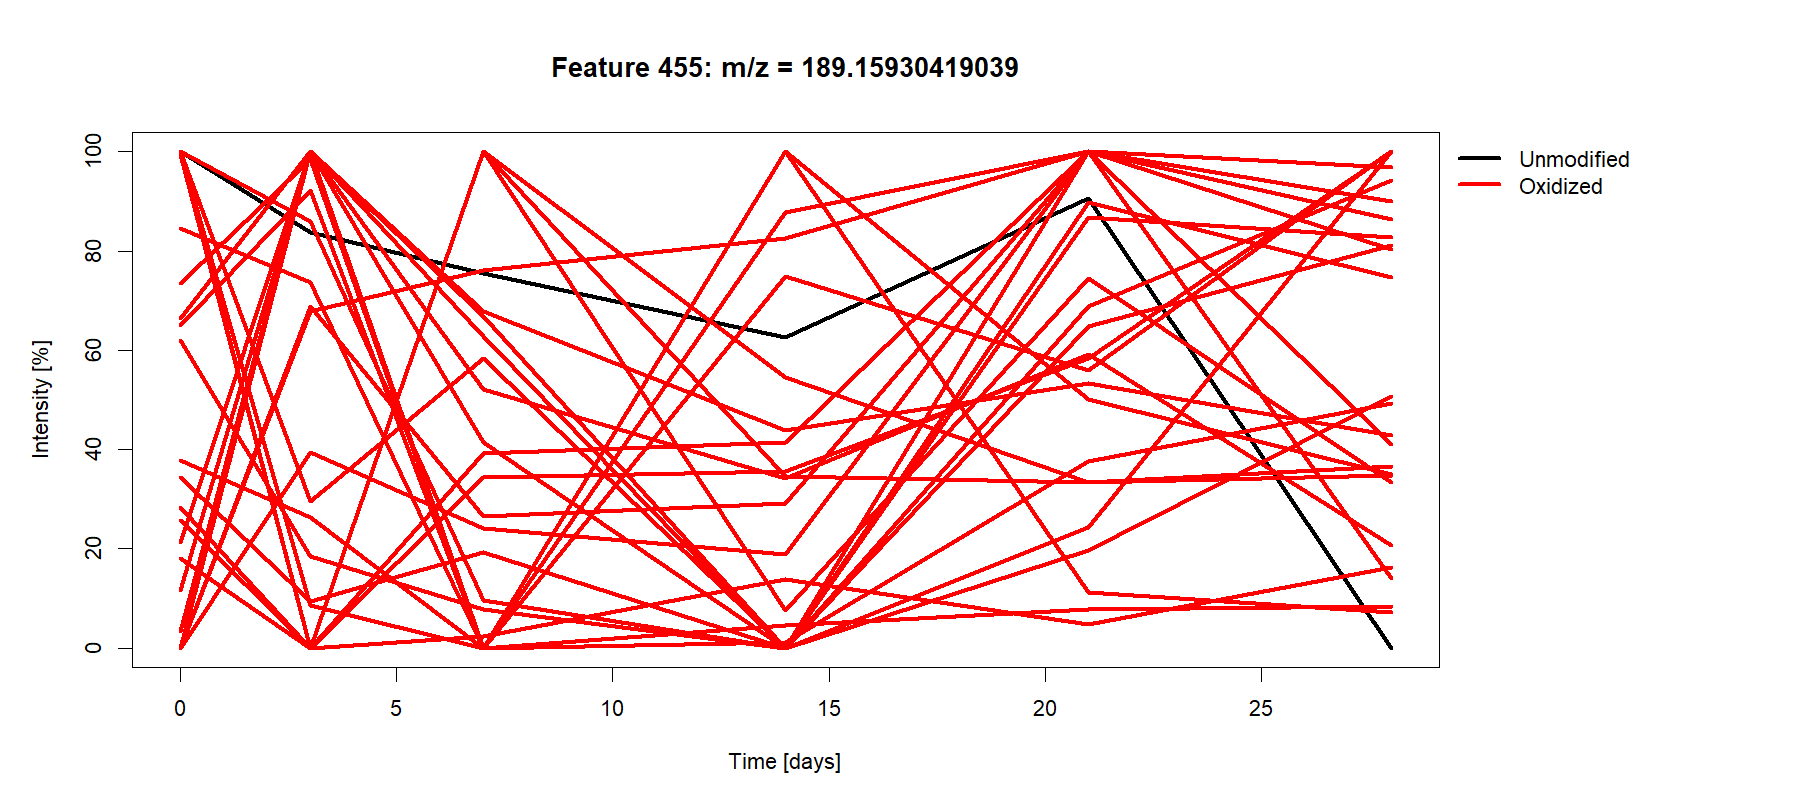 Feature 455: m/z = 189.15930419039
Unmodified
Oxidized
Intensity [%]
100
80
60
40
20
0
0 5 10 15 20 25
Time [days]